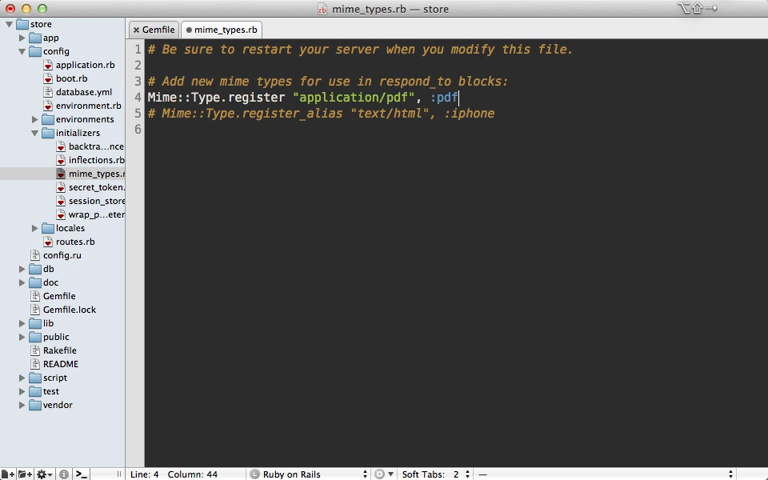 mime_types.rb — store
store
app
config
application.rb
boot.rb
database.yml
environment.rb
environments
initializers
backtra...nce
inflections.rb
mime_types.r
secret_token.
session_store
wrap_p...eter
locales
routes.rb
config.ru
db
doc
Gemfile
Gemfile.lock
lib
public
Rakefile
README
script
test
vendor
Gemfile
mime_types.rb
1 # Be sure to restart your server when you modify this file.
2
3 # Add new mime types for use in respond_to blocks:
4 Mime::Type.register "application/pdf", :pdf
5 # Mime::Type.register_alias "text/html", :iphone
6
Line: 4 Column: 44 Ruby on Rails Soft Tabs: 2 —